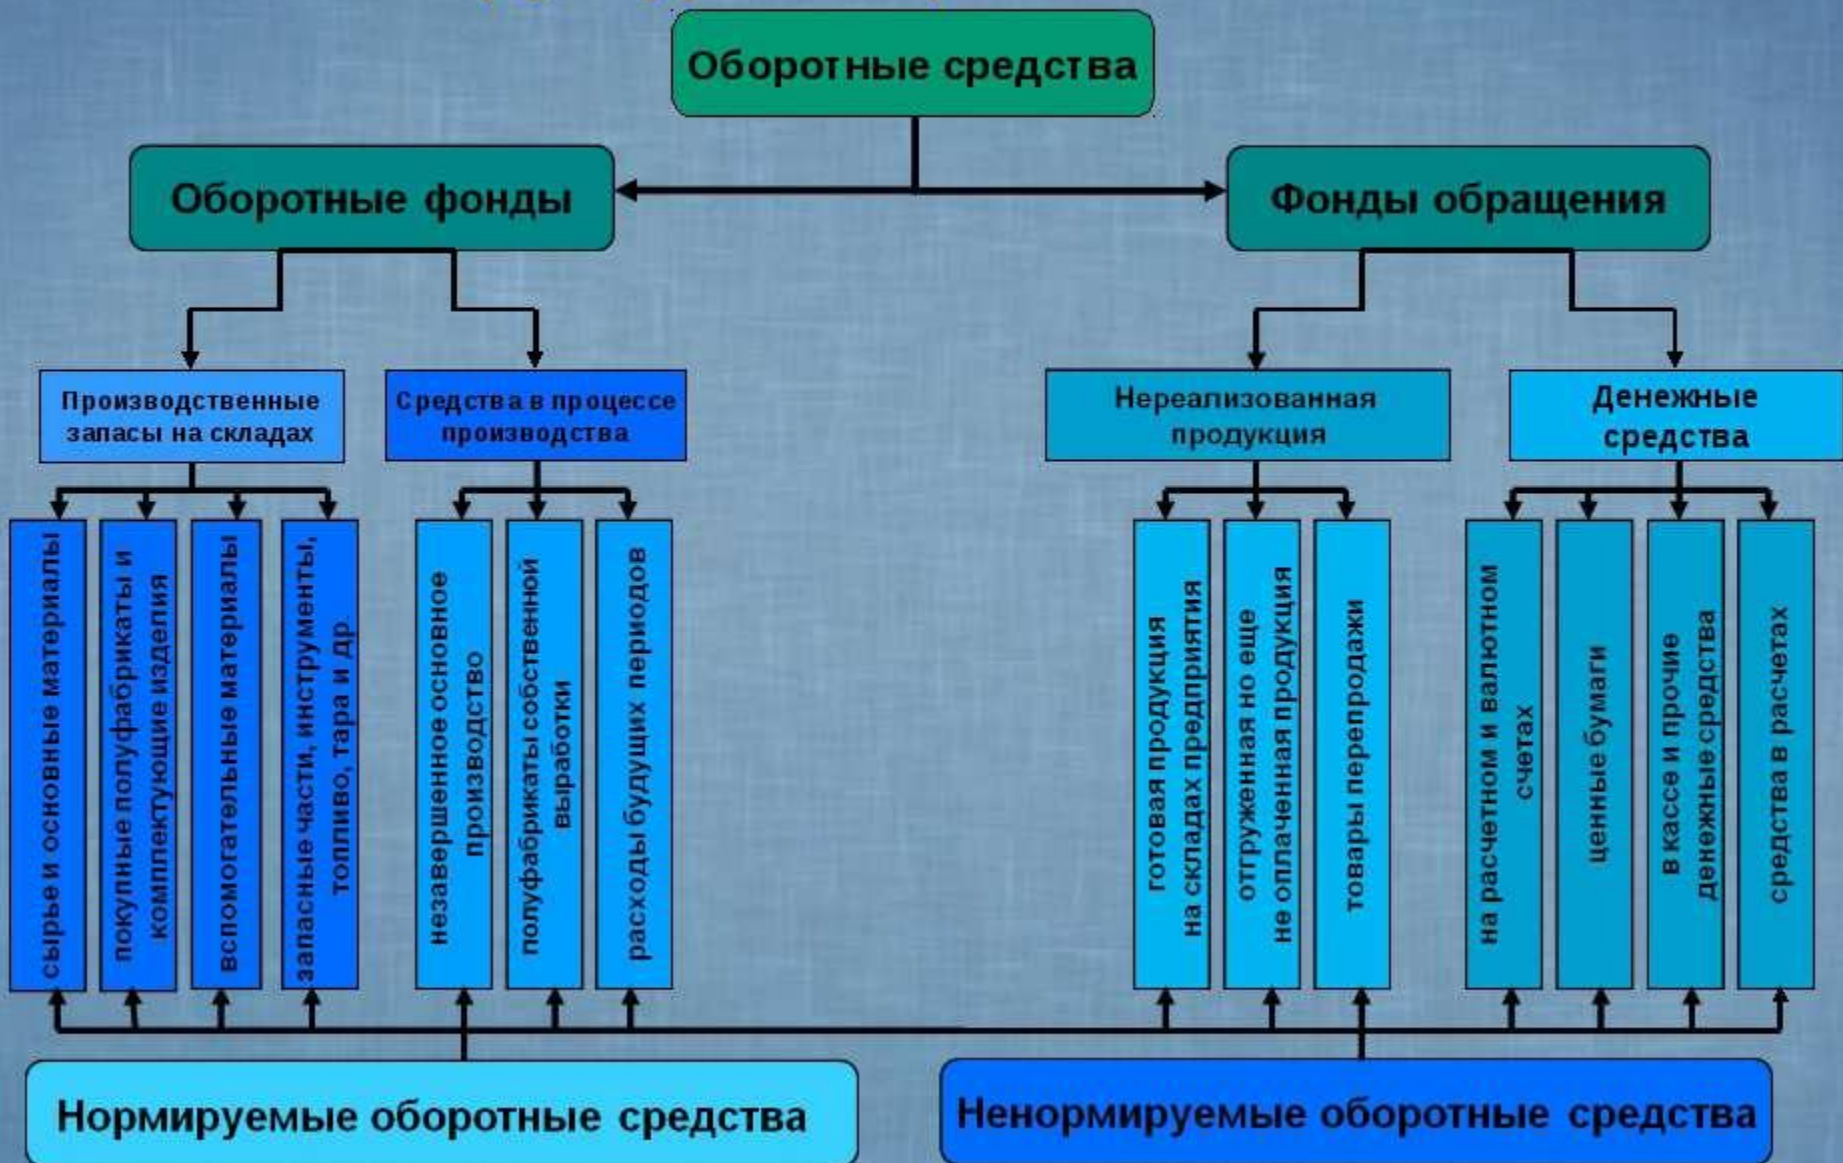 Оборотные средства
Оборотные фонды
Фонды обращения
Производственные
запасы на складах
Средства в процессе
производства
Нереализованная
продукция
Денежные
средства
сырье и основные материалы
покупные полуфабрикаты и
комплектующие изделия
вспомогательные материалы
запасные части, инструменты,
топливо, тара и др
незавершенное основное
производство
полуфабрикаты собственной
выработки
расходы будущих периодов
готовая продукция
на складах предприятия
отгруженная но еще
не оплаченная продукция
товары перепродажи
на расчетном и валютном
счетах
ценные бумаги
в кассе и прочие
денежные средства
средства в расчетах
Нормируемые оборотные средства
Ненормируемые оборотные средства